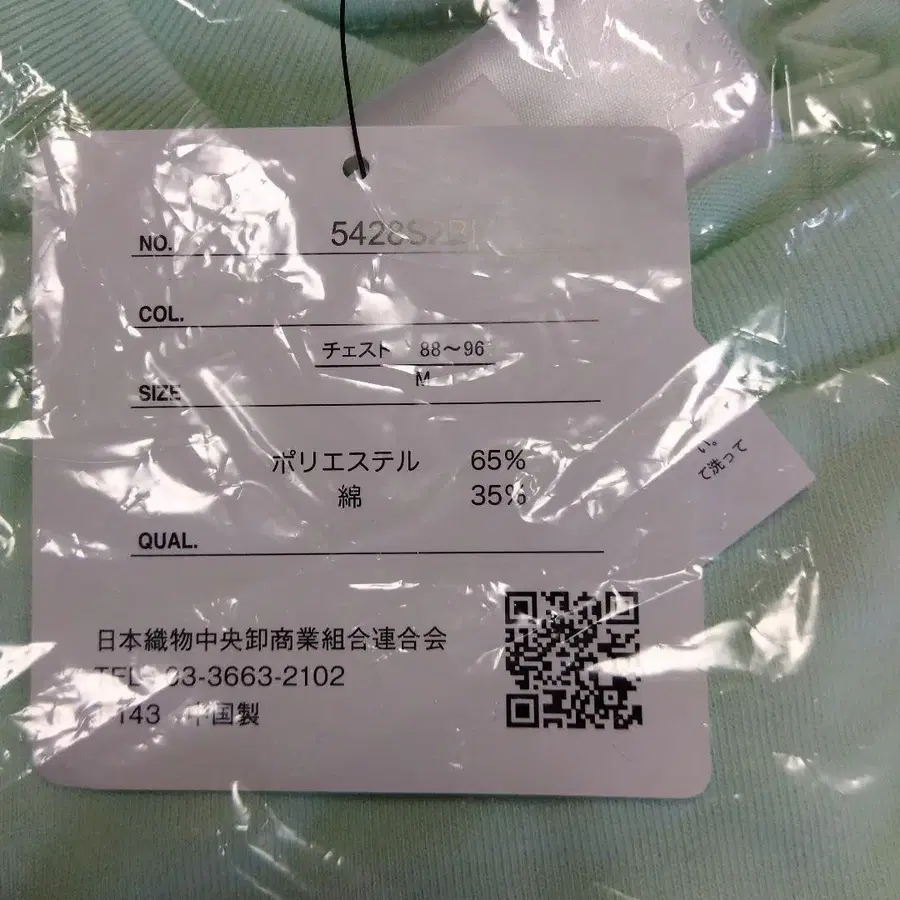 NO. 5428S2B
COL.
チェスト 88〜96
M
SIZE
ポリエステル 65%
綿 35%
QUAL.
日本織物中央卸商業組合連合会
TEL 03-3663-2102
143 中国製
い。
て洗って